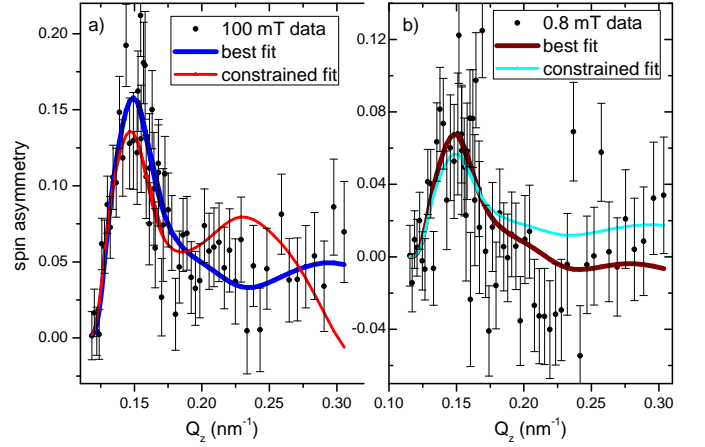 a)
100 mT data
best fit
constrained fit
b)
0.8 mT data
best fit
constrained fit
spin asymmetry
0.20
0.15
0.10
0.05
0.00
0.12
0.08
0.04
0.00
-0.04
0.15 0.20 0.25 0.30
0.10 0.15 0.20 0.25 0.30
Q_z (nm⁻¹)
Q_z (nm⁻¹)